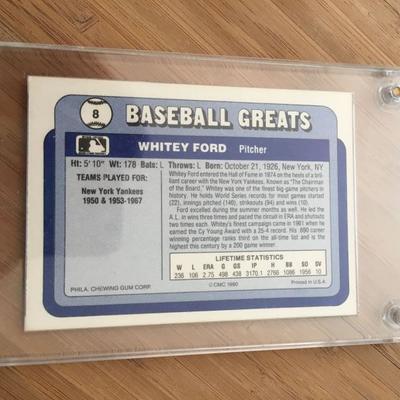 8
BASEBALL GREATS
WHITEY FORD Pitcher
Ht: 5' 10" Wt: 178 Bats: L Throws: L Born: October 21, 1926, New York, NY
TEAMS PLAYED FOR:
New York Yankees
1950 & 1953-1967
Whitey Ford entered the Hall of Fame in 1974 on the heels of a bril-
liant career with the New York Yankees. Known as "The Chairman
of the Board," Whitey was one of the finest big-game pitchers in
history. He holds World Series records for most games started
(22), innings pitched (146), strikeouts (94) and wins (10).
Ford excelled during the summer months as well. He led the
A.L. in wins three times and paced the circuit in ERA and shutouts
two times apiece. Whitey's finest campaign came in 1961 when he
earned the Cy Young Award with a 25-4 record. His .690 career
winning percentage ranks third on the all-time list and is the
highest this century by a 200 game winner.
LIFETIME STATISTICS
W L ERA G GS IP H BB SO SV
236 106 2.75 498 438 3170.1 2766 1086 1956 10
PHILA. CHEWING GUM CORP.
©CMC 1990
Printed in U.S.A.